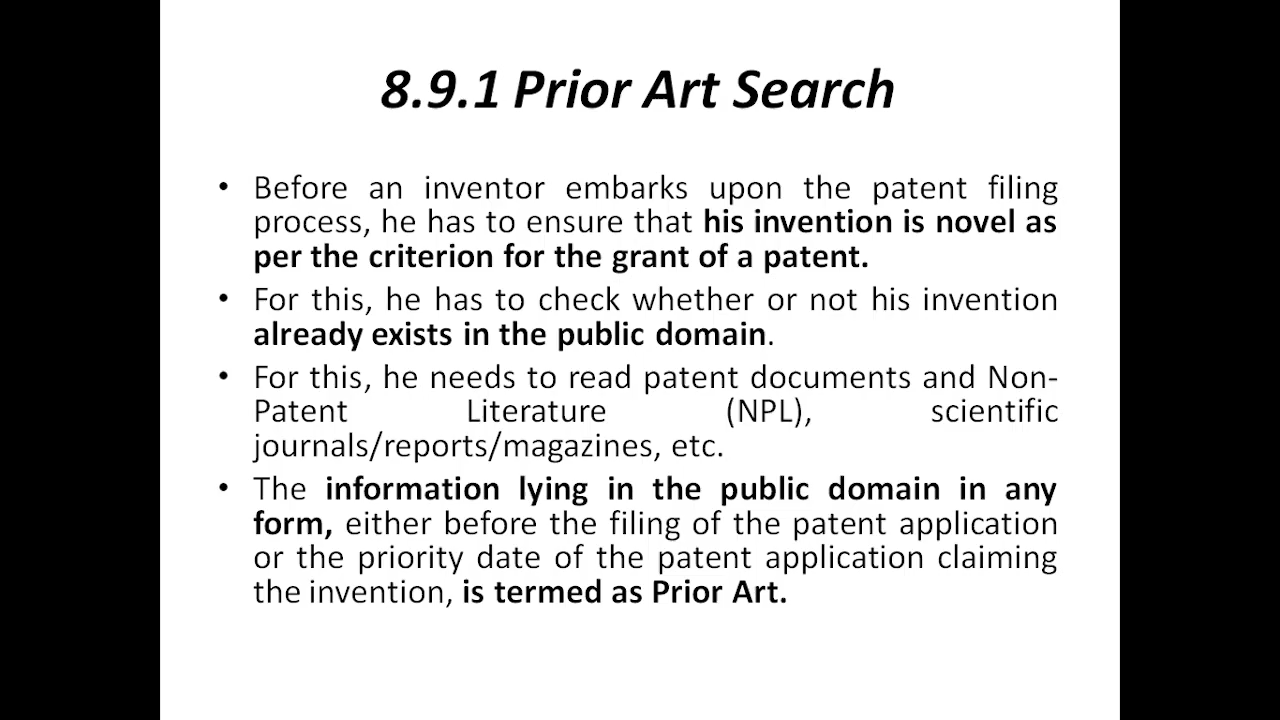 8.9.1 Prior Art Search
• Before an inventor embarks upon the patent filing
process, he has to ensure that his invention is novel as
per the criterion for the grant of a patent.
• For this, he has to check whether or not his invention
already exists in the public domain.
• For this, he needs to read patent documents and Non-
Patent Literature (NPL), scientific
journals/reports/magazines, etc.
• The information lying in the public domain in any
form, either before the filing of the patent application
or the priority date of the patent application claiming
the invention, is termed as Prior Art.